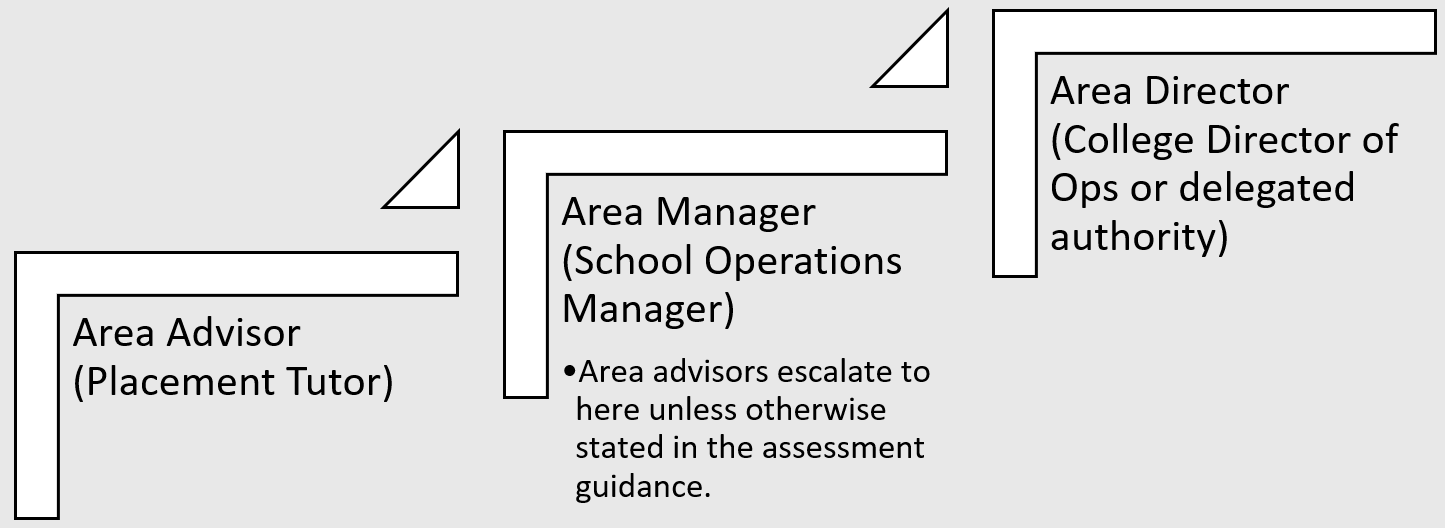 Area Advisor
(Placement Tutor)
Area Manager
(School Operations
Manager)
•Area advisors escalate to
here unless otherwise
stated in the assessment
guidance.
Area Director
(College Director of
Ops or delegated
authority)